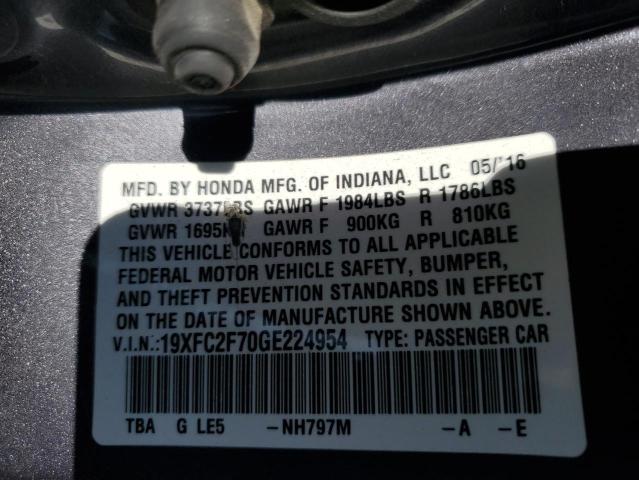 MFD. BY HONDA MFG. OF INDIANA, LLC 05/'16
GVWR 3737LBS GAWR F 1984LBS R 1786LBS
GVWR 1695KG GAWR F 900KG R 810KG
THIS VEHICLE CONFORMS TO ALL APPLICABLE
FEDERAL MOTOR VEHICLE SAFETY, BUMPER,
AND THEFT PREVENTION STANDARDS IN EFFECT
ON THE DATE OF MANUFACTURE SHOWN ABOVE.
V.I.N.:19XFC2F70GE224954 TYPE: PASSENGER CAR
TBA G LE5 -NH797M -A -E